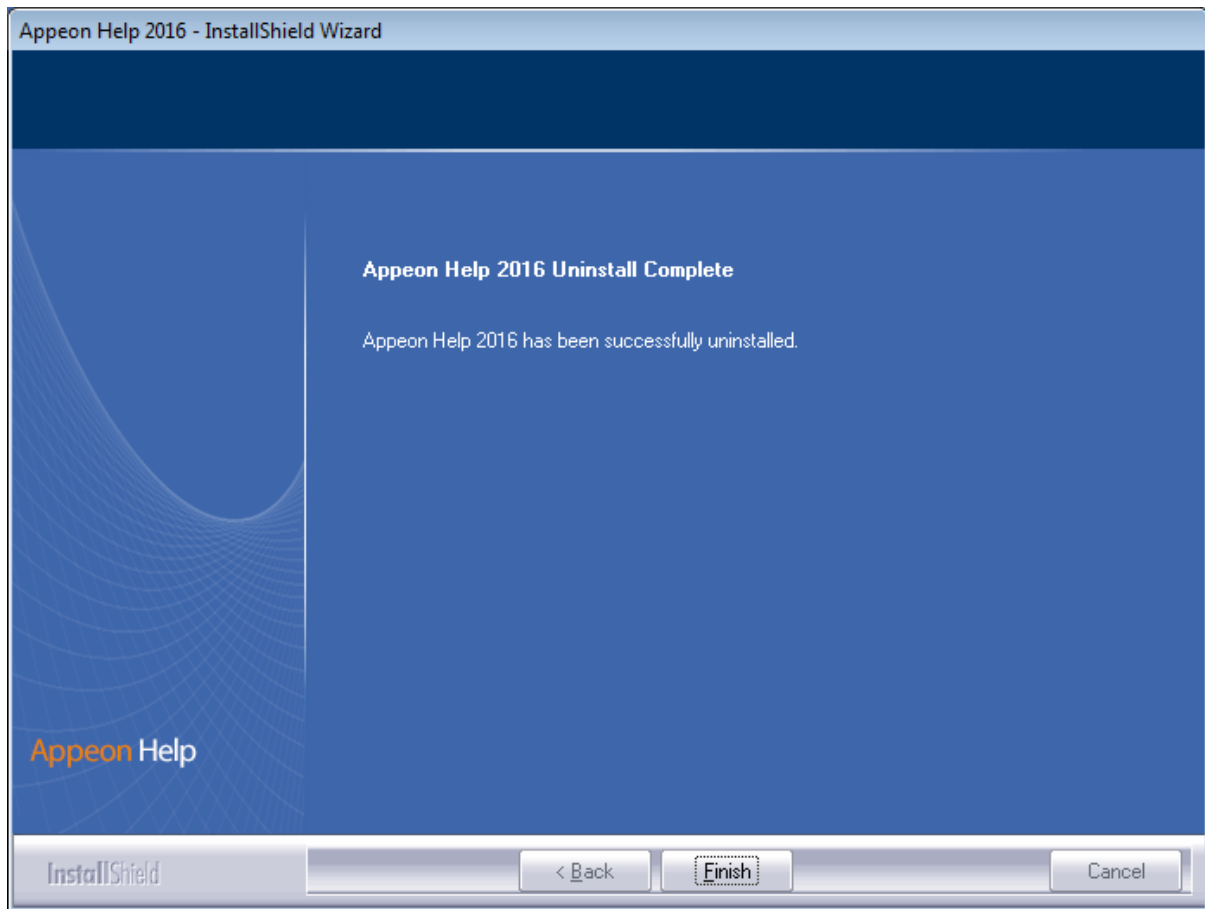 Appeon Help 2016 - InstallShield Wizard
Appeon Help 2016 Uninstall Complete
Appeon Help 2016 has been successfully uninstalled.
Appeon Help
InstallShield
< Back
Finish
Cancel